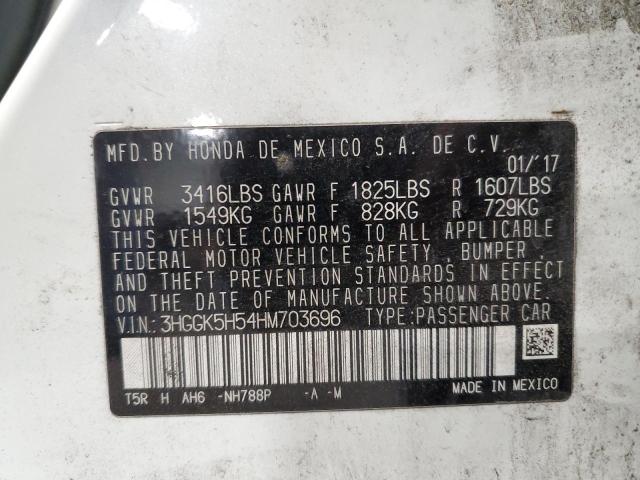 MFD.BY HONDA DE MEXICO S.A. DE C.V.
01/'17
GVWR 3416LBS GAWR F 1825LBS R 1607LBS
GVWR 1549KG GAWR F 828KG R 729KG
THIS VEHICLE CONFORMS TO ALL APPLICABLE
FEDERAL MOTOR VEHICLE SAFETY , BUMPER ,
AND THEFT PREVENTION STANDARDS IN EFFECT
ON THE DATE OF MANUFACTURE SHOWN ABOVE.
V.I.N.: 3HGGK5H54HM703696 TYPE:PASSENGER CAR
T5R H AH6 -NH788P -A -M MADE IN MEXICO